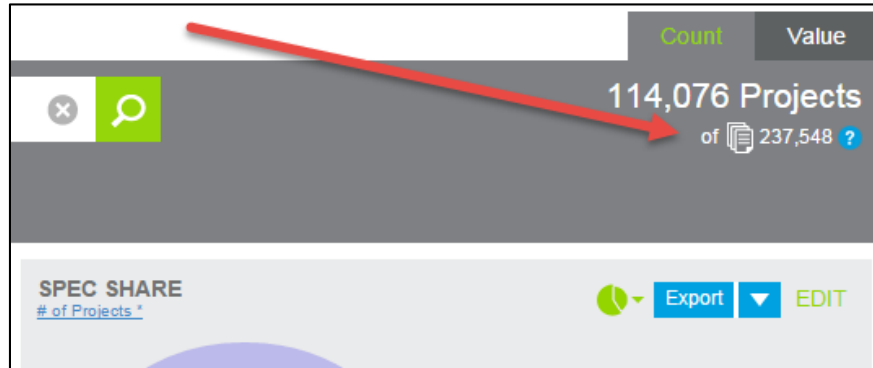 Count Value
114,076 Projects
of 237,548 ?
SPEC SHARE
# of Projects *
Export EDIT